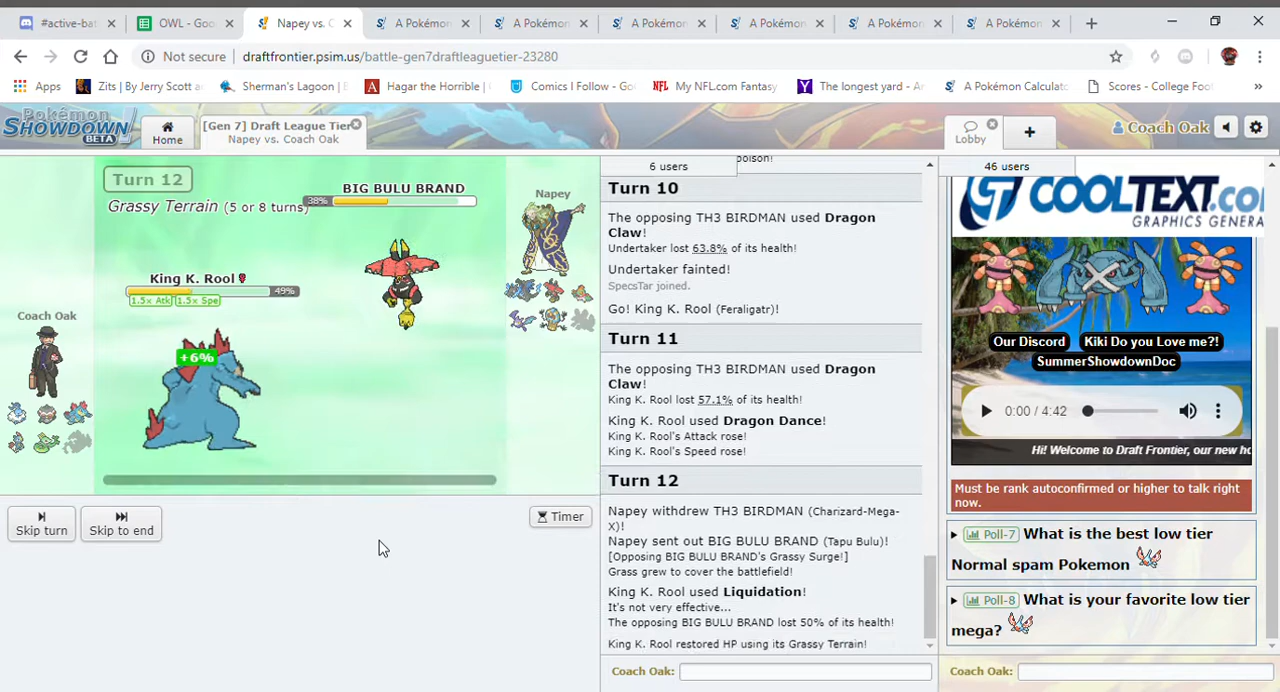 #active-bat
OWL - Goo
Napey vs. C
A Pokémon
A Pokémon
A Pokémon
A Pokémon
A Pokémon
A Pokémon
Not secure
draftfrontier.psim.us/battle-gen7draftleaguetier-23280
Apps
Zits | By Jerry Scott a
Sherman's Lagoon |
Hagar the Horrible |
Comics I Follow - Go
NFL
My NFL.com Fantasy
The longest yard - A
A Pokémon Calculato
Scores - College Foo
»
Pokémon
SHOWDOWN
BETA
Home
[Gen 7] Draft League Tier
Napey vs. Coach Oak
Lobby
Coach Oak
Turn 12
Grassy Terrain (5 or 8 turns)
BIG BULU BRAND
38%
Napey
King K. Rool
49%
1.5× Atk 1.5× Spe
Coach Oak
+6%
Skip turn
Skip to end
Timer
6 users
poison!
Turn 10
The opposing TH3 BIRDMAN used Dragon
Claw!
Undertaker lost 63.8% of its health!
Undertaker fainted!
SpecsTar joined.
Go! King K. Rool (Feraligatr)!
Turn 11
The opposing TH3 BIRDMAN used Dragon
Claw!
King K. Rool lost 57.1% of its health!
King K. Rool used Dragon Dance!
King K. Rool's Attack rose!
King K. Rool's Speed rose!
Turn 12
Napey withdrew TH3 BIRDMAN (Charizard-Mega-
X)!
Napey sent out BIG BULU BRAND (Tapu Bulu)!
[Opposing BIG BULU BRAND's Grassy Surge!]
Grass grew to cover the battlefield!
King K. Rool used Liquidation!
It's not very effective...
The opposing BIG BULU BRAND lost 50% of its health!
King K. Rool restored HP using its Grassy Terrain!
Coach Oak:
46 users
COOLTEXT.co
GRAPHICS GENERA
Our Discord
Kiki Do you Love me?!
SummerShowdownDoc
0:00 / 4:42
Hi! Welcome to Draft Frontier, our new ho
Must be rank autoconfirmed or higher to talk right
now.
Poll-7 What is the best low tier
Normal spam Pokemon
Poll-8 What is your favorite low tier
mega?
Coach Oak: